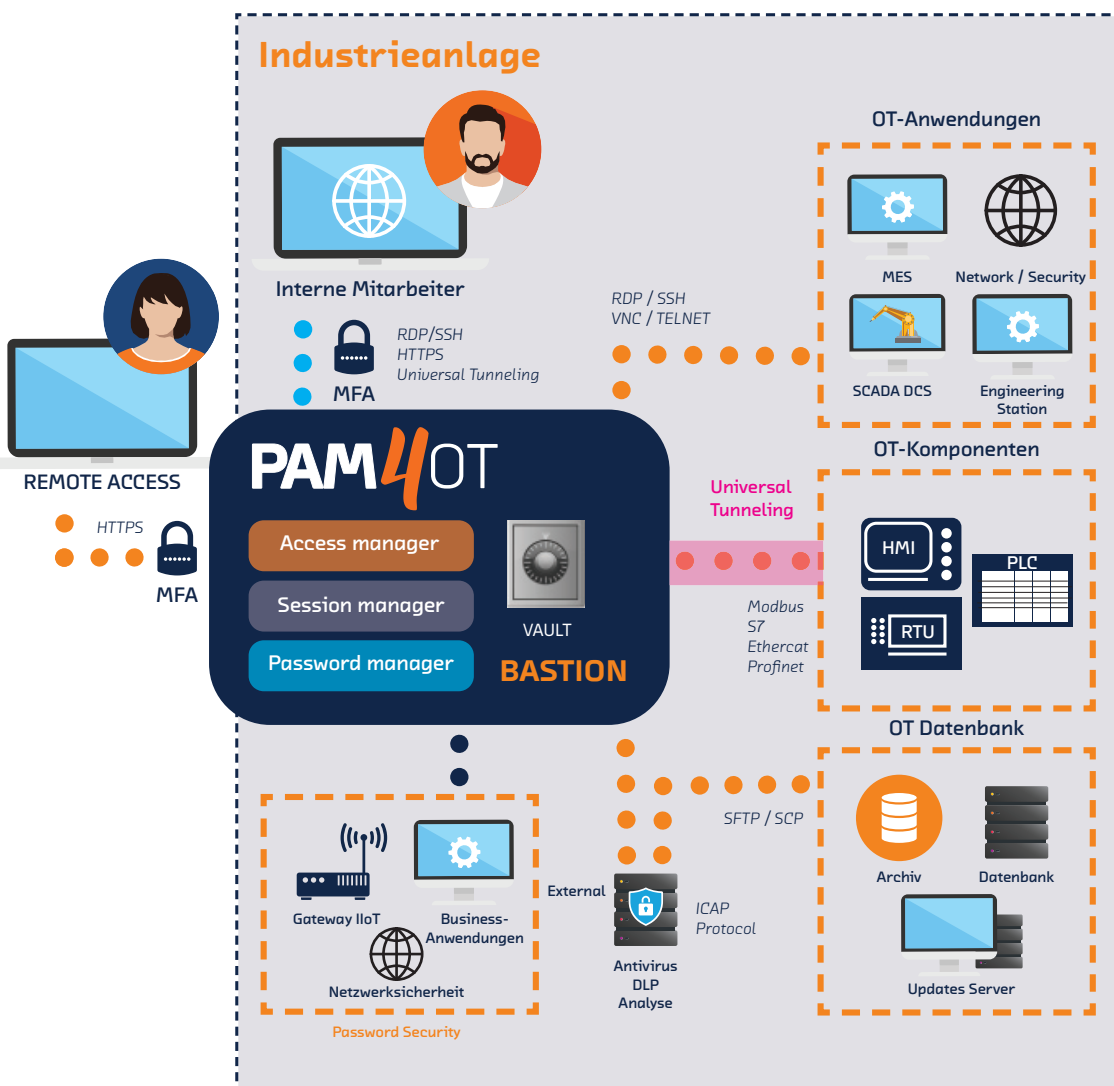 Industrieanlage
OT-Anwendungen
MES
Network / Security
SCADA DCS
Engineering
Station
Interne Mitarbeiter
RDP/SSH
HTTPS
Universal Tunneling
MFA
RDP / SSH
VNC / TELNET
REMOTE ACCESS
HTTPS
MFA
PAM4OT
Access manager
Session manager
Password manager
VAULT
BASTION
Universal
Tunneling
Modbus
S7
Ethercat
Profinet
OT-Komponenten
HMI
PLC
RTU
OT Datenbank
SFTP / SCP
Archiv
Datenbank
Updates Server
Gateway IIoT
Business-
Anwendungen
Netzwerksicherheit
Password Security
External
ICAP
Protocol
Antivirus
DLP
Analyse